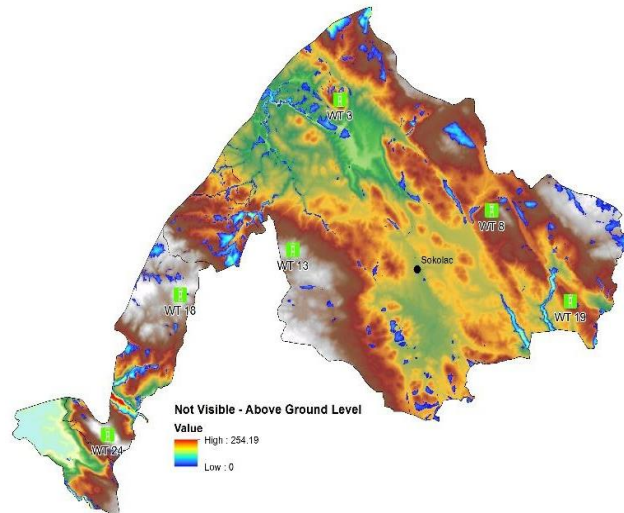 WT 3
WT 8
WT 13
Sokolac
WT 18
WT 19
Not Visible - Above Ground Level
Value
High : 254.19
Low : 0
WT 24